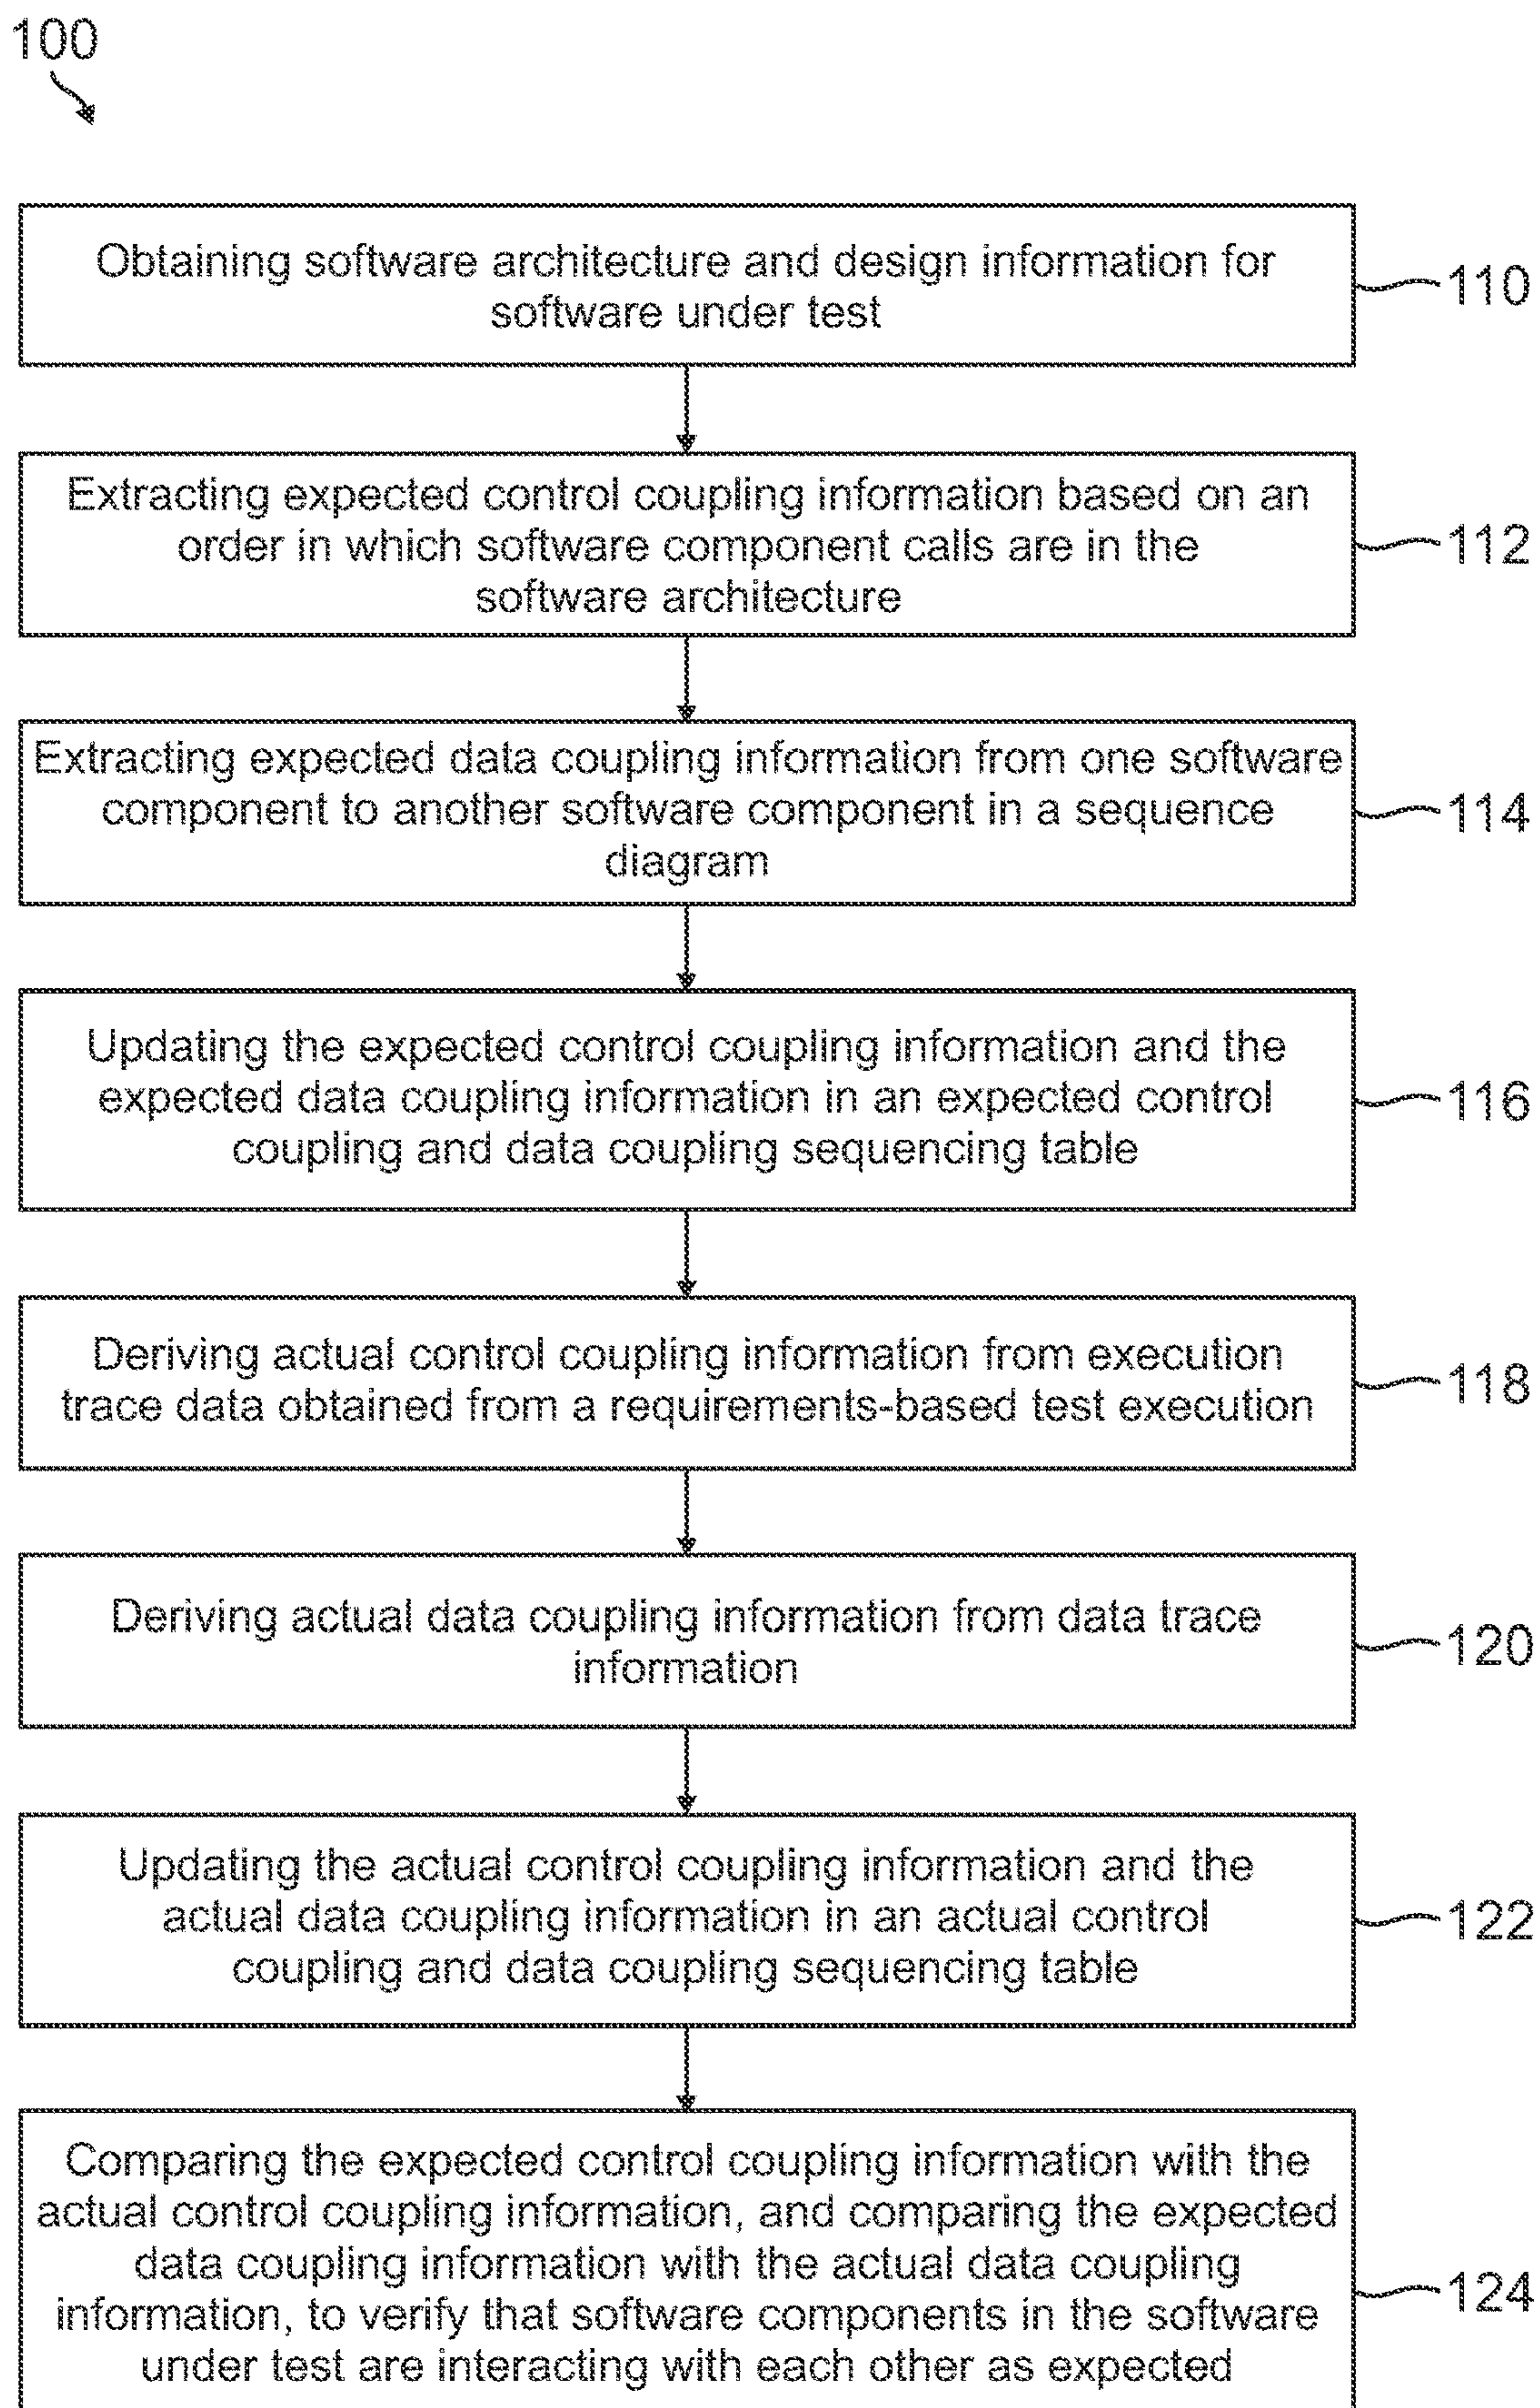 100
Obtaining software architecture and design information for
software under test
110
Extracting expected control coupling information based on an
order in which software component calls are in the
software architecture
112
Extracting expected data coupling information from one software
component to another software component in a sequence
diagram
114
Updating the expected control coupling information and the
expected data coupling information in an expected control
coupling and data coupling sequencing table
116
Deriving actual control coupling information from execution
trace data obtained from a requirements-based test execution
118
Deriving actual data coupling information from data trace
information
120
Updating the actual control coupling information and the
actual data coupling information in an actual control
coupling and data coupling sequencing table
122
Comparing the expected control coupling information with the
actual control coupling information, and comparing the expected
data coupling information with the actual data coupling
information, to verify that software components in the software
under test are interacting with each other as expected
124